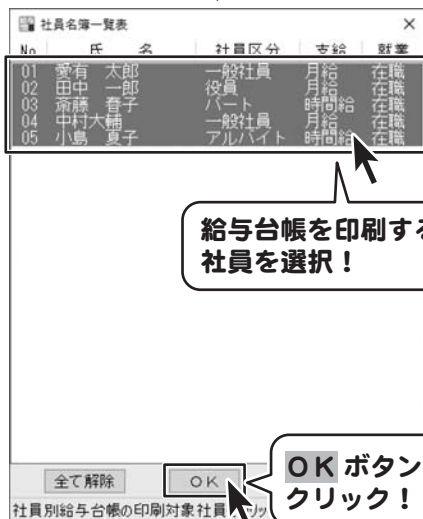 社員名簿一覧表 ×
No 氏 名 社員区分 支給 就業
01 愛有 太郎 一般社員 月給 在職
02 田中 一郎 役員 月給 在職
03 斎藤 春子 パート 時間給 在職
04 中村大輔 一般社員 月給 在職
05 小島 夏子 アルバイト 時間給 在職
給与台帳を印刷する
社員を選択！
OK ボタン
クリック！
全て解除 OK
社員別給与台帳の印刷対象社員